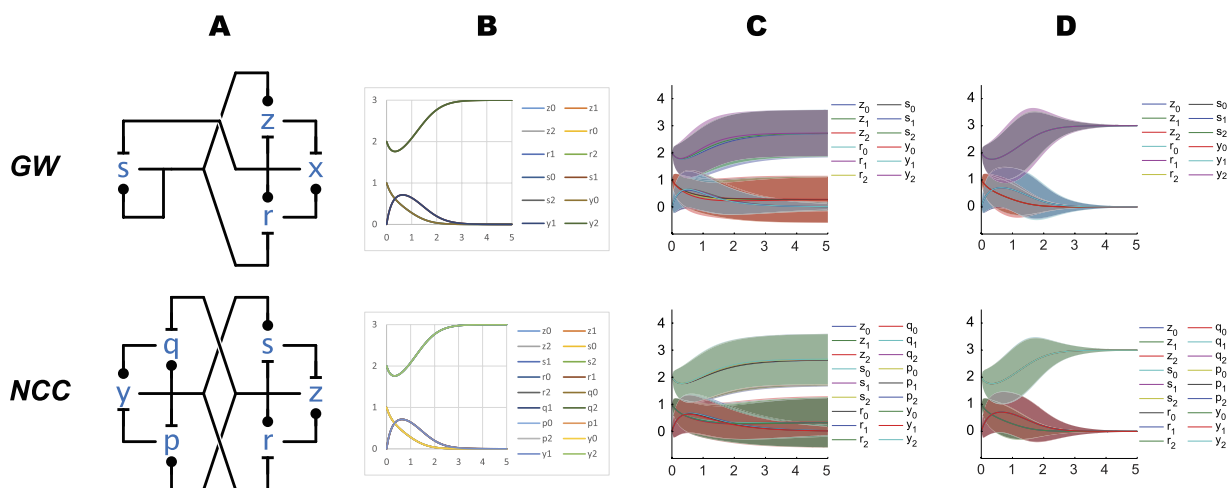 A B C D
GW
s z x r
3
2
1
0
0 1 2 3 4 5
z0 z1
z2 r0
r1 r2
s0 s1
s2 y0
y1 y2
4
3
2
1
0
0 1 2 3 4 5
z0 s0
z1 s1
z2 s2
r0 y0
r1 y1
r2 y2
4
3
2
1
0
0 1 2 3 4 5
z0 s0
z1 s1
z2 s2
r0 y0
r1 y1
r2 y2
NCC
q s y z p r
3
2
1
0
0 1 2 3 4 5
z0 z1
z2 s0
s1 s2
r0 r1
r2 q0
q1 q2
p0 p1
p2 y0
y1 y2
4
3
2
1
0
0 1 2 3 4 5
z0 q0
z1 q1
z2 q2
s0 p0
s1 p1
s2 p2
r0 y0
r1 y1
r2 y2
4
3
2
1
0
0 1 2 3 4 5
z0 q0
z1 q1
z2 q2
s0 p0
s1 p1
s2 p2
r0 y0
r1 y1
r2 y2